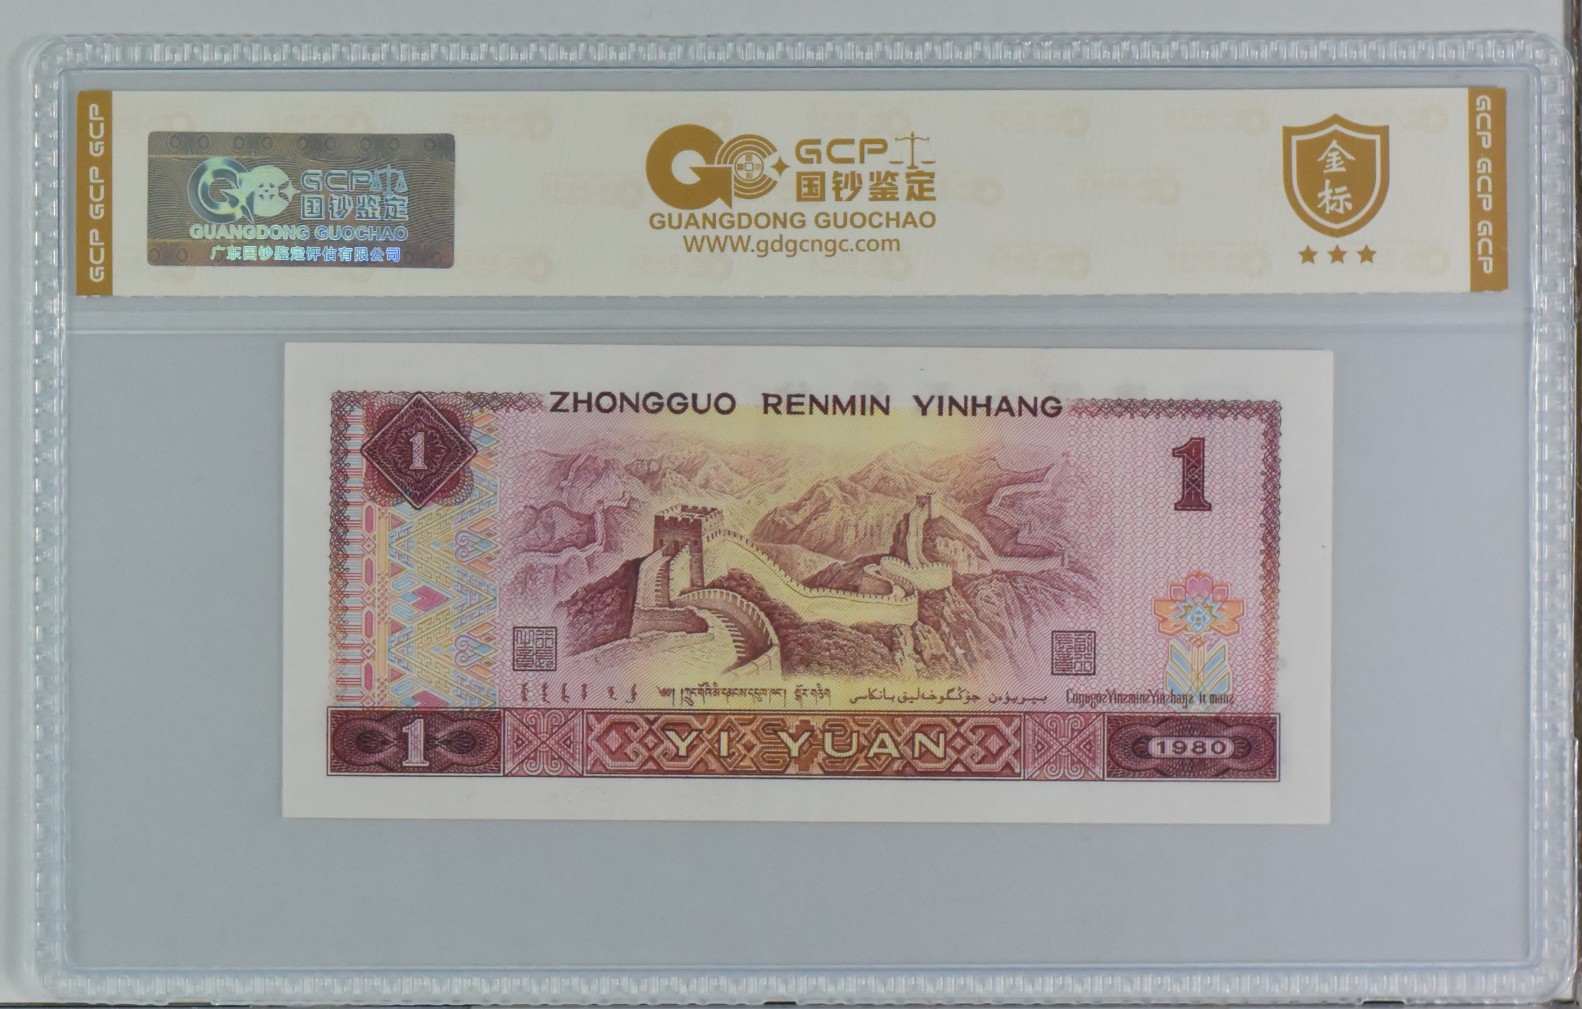 GCP GCP GCP
GCP
国钞鉴定
GUANGDONG GUOCHAO
广东国钞鉴定评估有限公司
GCP
国钞鉴定
GUANGDONG GUOCHAO
WWW.gdgcngc.com
金
标
GCP GCP GCP
ZHONGGUO RENMIN YINHANG
1
1
1
YI YUAN
1980